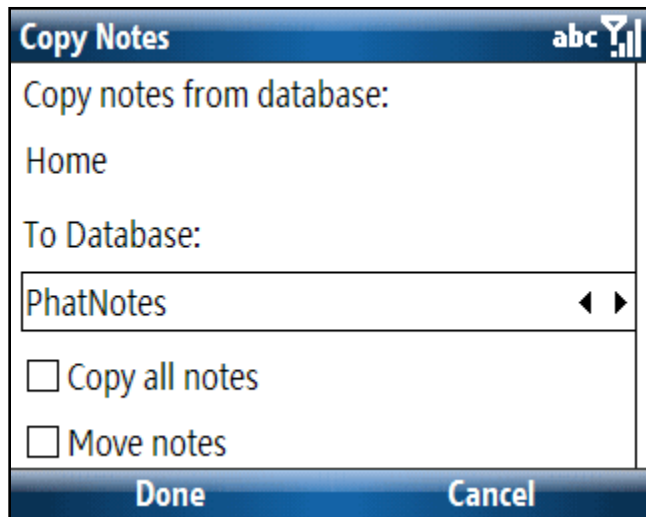 Copy Notes abc
Copy notes from database:
Home
To Database:
PhatNotes
Copy all notes
Move notes
Done Cancel